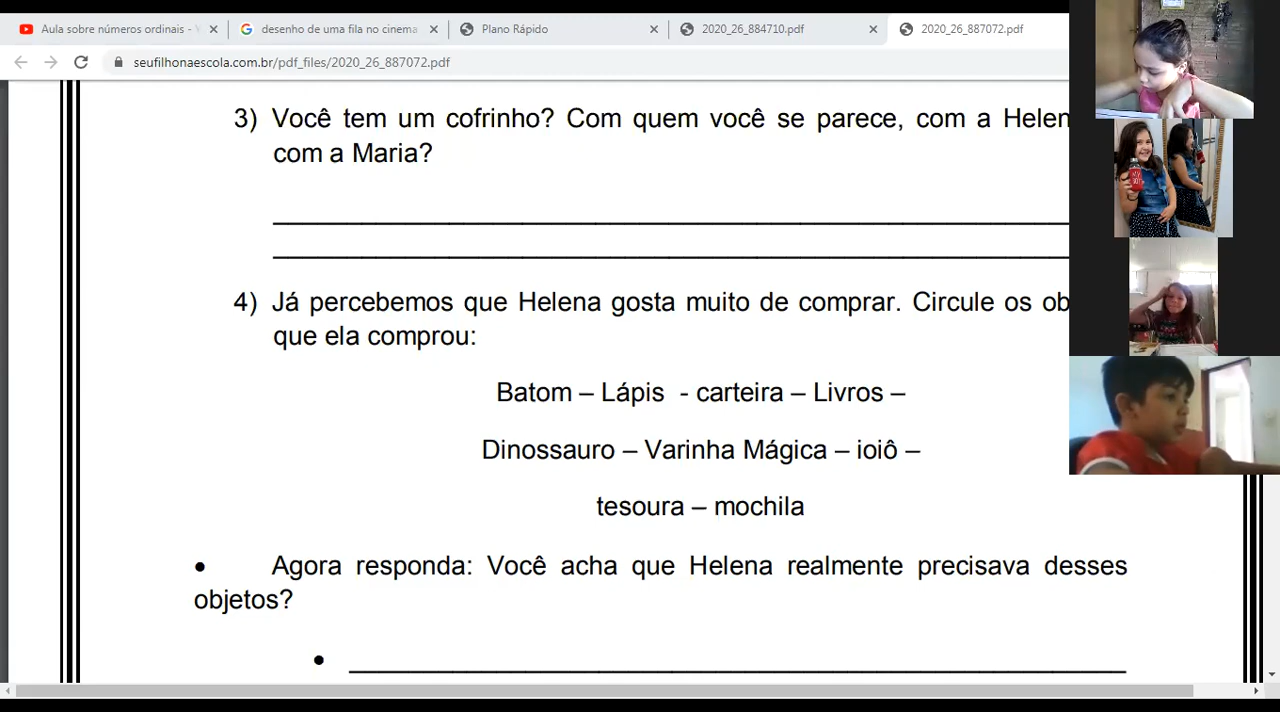 Aula sobre números ordinais - Y
desenho de uma fila no cinema
Plano Rápido
2020_26_884710.pdf
2020_26_887072.pdf
seufilhonaescola.com.br/pdf_files/2020_26_887072.pdf
3) Você tem um cofrinho? Com quem você se parece, com a Helen
com a Maria?
4) Já percebemos que Helena gosta muito de comprar. Circule os ob
que ela comprou:
Batom – Lápis - carteira – Livros –
Dinossauro – Varinha Mágica – ioiô –
tesoura – mochila
• Agora responda: Você acha que Helena realmente precisava desses
objetos?